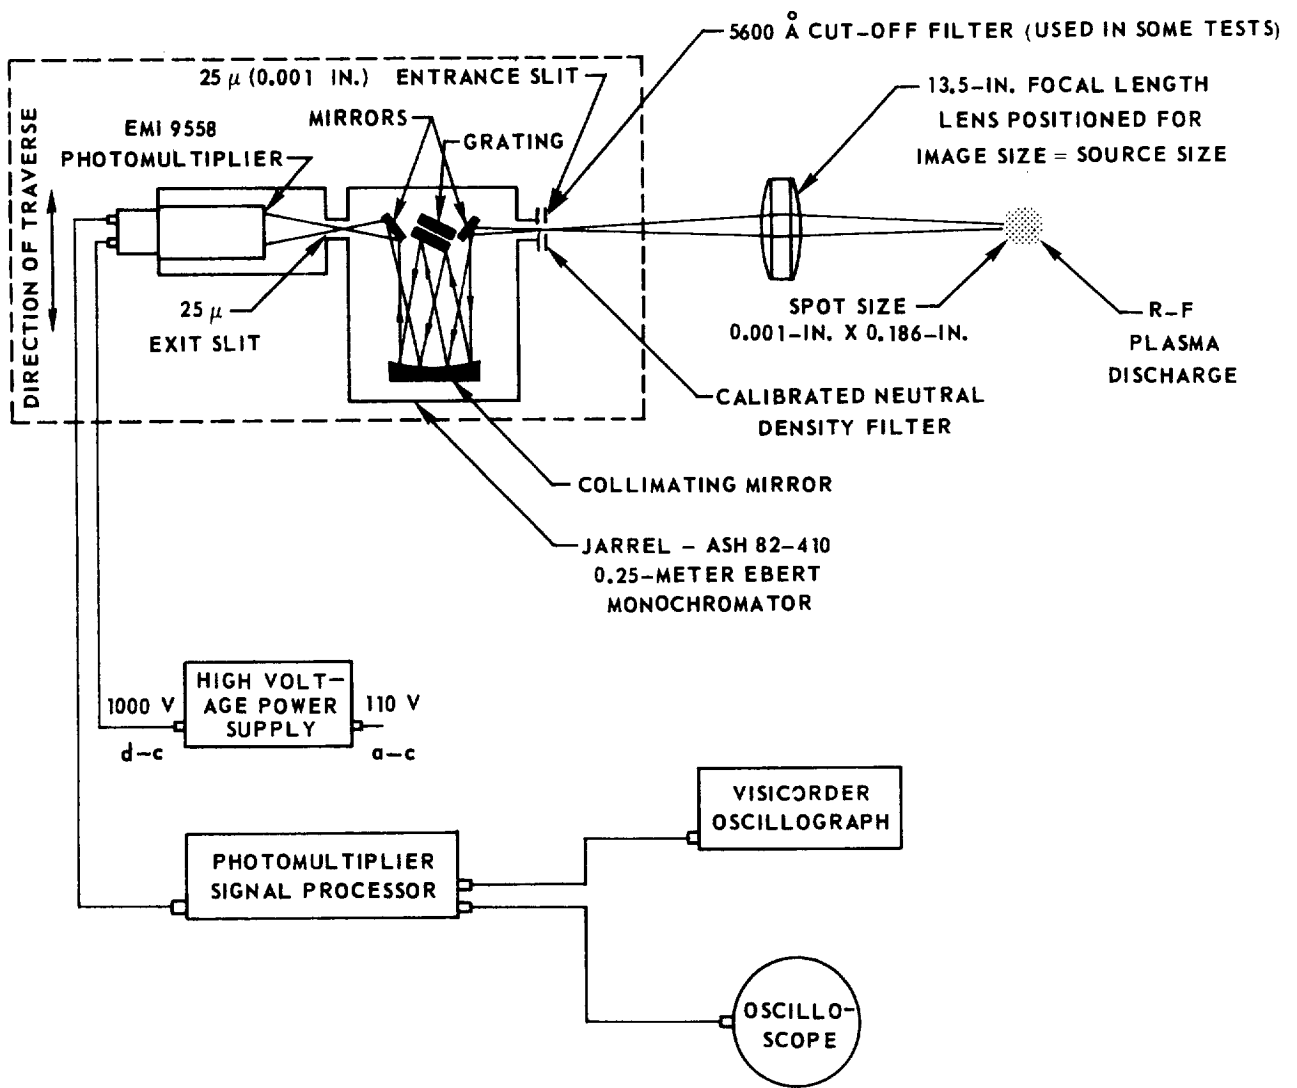 5600 Å CUT-OFF FILTER (USED IN SOME TESTS)
25 μ (0.001 IN.) ENTRANCE SLIT
13.5-IN. FOCAL LENGTH
LENS POSITIONED FOR
IMAGE SIZE = SOURCE SIZE
MIRRORS
GRATING
EMI 9558
PHOTOMULTIPLIER
DIRECTION OF TRAVERSE
25 μ
EXIT SLIT
SPOT SIZE
0.001-IN. X 0.186-IN.
R-F
PLASMA
DISCHARGE
CALIBRATED NEUTRAL
DENSITY FILTER
COLLIMATING MIRROR
JARREL - ASH 82-410
0.25-METER EBERT
MONOCHROMATOR
1000 V
d-c
HIGH VOLT-
AGE POWER
SUPPLY
110 V
a-c
VISICORDER
OSCILLOGRAPH
PHOTOMULTIPLIER
SIGNAL PROCESSOR
OSCILLO-
SCOPE